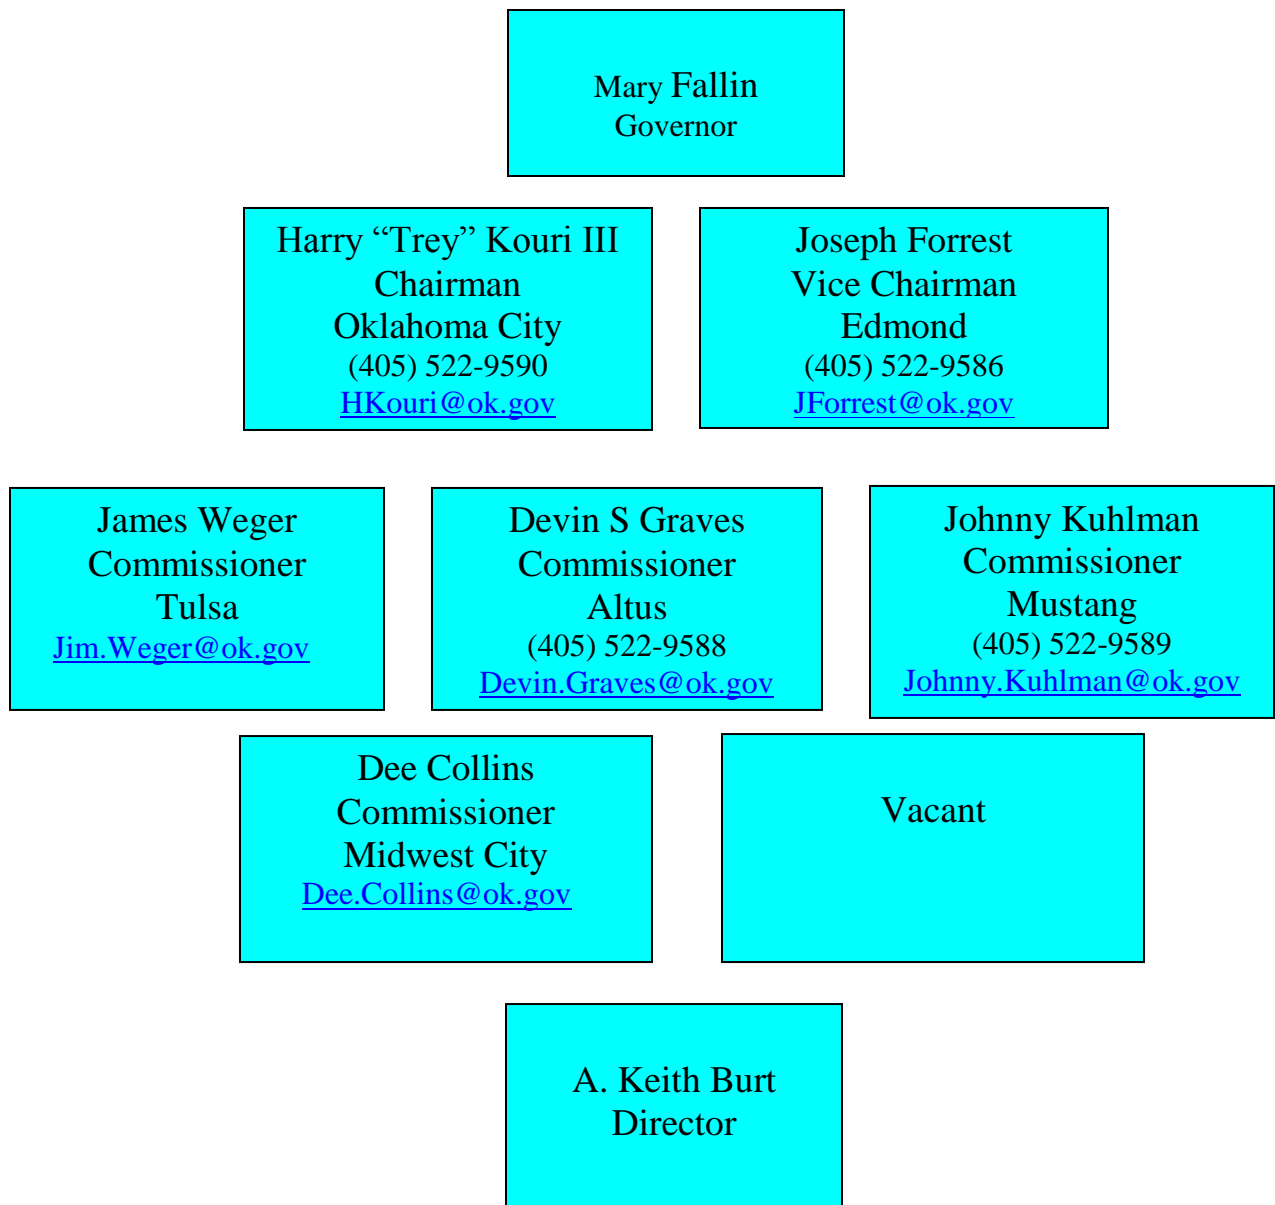 Mary Fallin
Governor
Harry “Trey” Kouri III
Chairman
Oklahoma City
(405) 522-9590
HKouri@ok.gov
Joseph Forrest
Vice Chairman
Edmond
(405) 522-9586
JForrest@ok.gov
James Weger
Commissioner
Tulsa
Jim.Weger@ok.gov
Devin S Graves
Commissioner
Altus
(405) 522-9588
Devin.Graves@ok.gov
Johnny Kuhlman
Commissioner
Mustang
(405) 522-9589
Johnny.Kuhlman@ok.gov
Dee Collins
Commissioner
Midwest City
Dee.Collins@ok.gov
Vacant
A. Keith Burt
Director